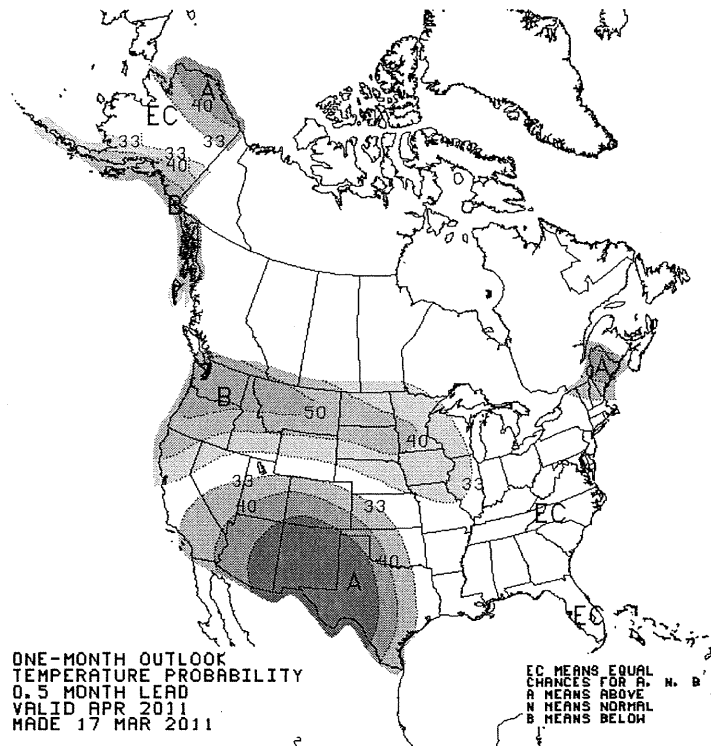 A
40
EC
33
33
33
40
B
A
B
50
40
33
33
33
EC
40
40
A
EC
ONE-MONTH OUTLOOK
TEMPERATURE PROBABILITY
0.5 MONTH LEAD
VALID APR 2011
MADE 17 MAR 2011
EC MEANS EQUAL
CHANCES FOR A, N, B
A MEANS ABOVE
N MEANS NORMAL
B MEANS BELOW